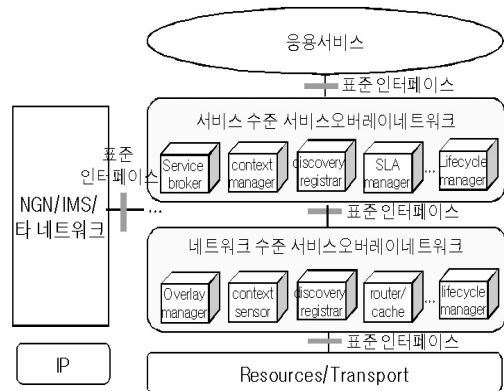 응용서비스
표준 인터페이스
서비스 수준 서비스오버레이네트워크
Service broker
context manager
discovery registrar
SLA manager
...
Lifecycle manager
표준 인터페이스
NGN/IMS/
타 네트워크
...
표준 인터페이스
네트워크 수준 서비스오버레이네트워크
Overlay manager
context sensor
discovery registrar
router/ cache
...
lifecycle manager
표준 인터페이스
IP
Resources/Transport